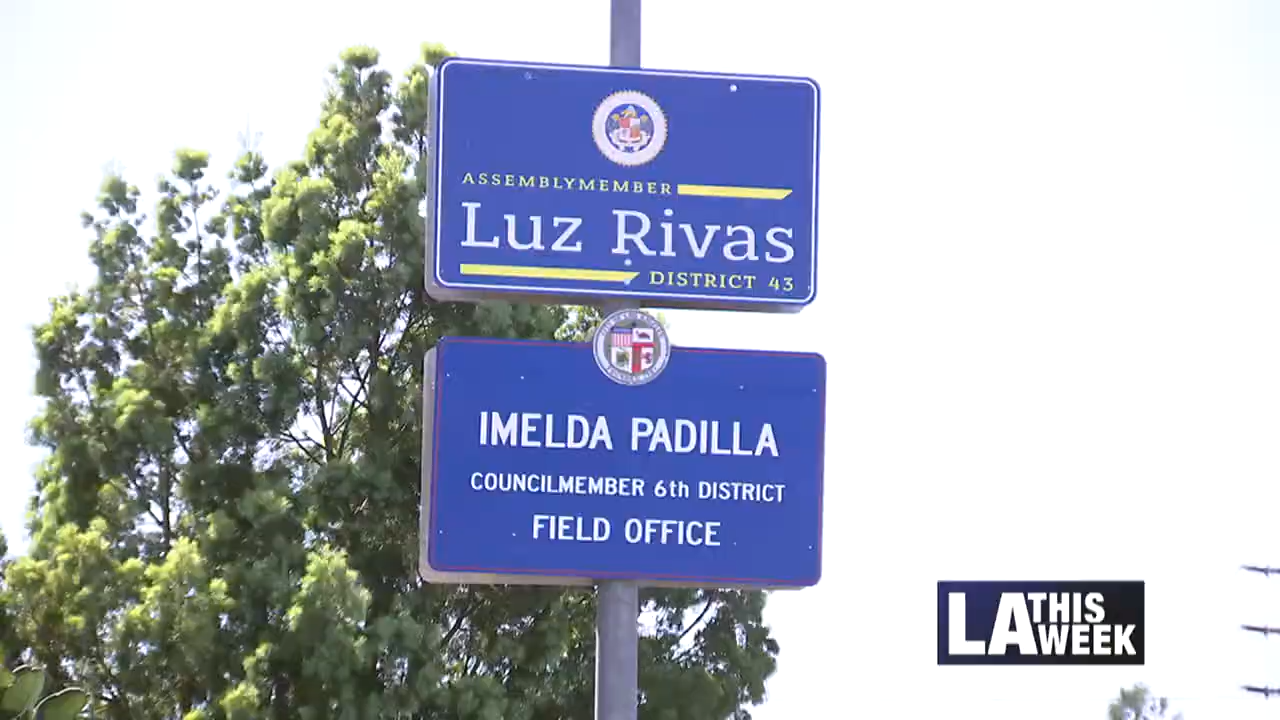 ASSEMBLYMEMBER
Luz Rivas
DISTRICT 43
IMELDA PADILLA
COUNCILMEMBER 6th DISTRICT
FIELD OFFICE
LA THIS
WEEK